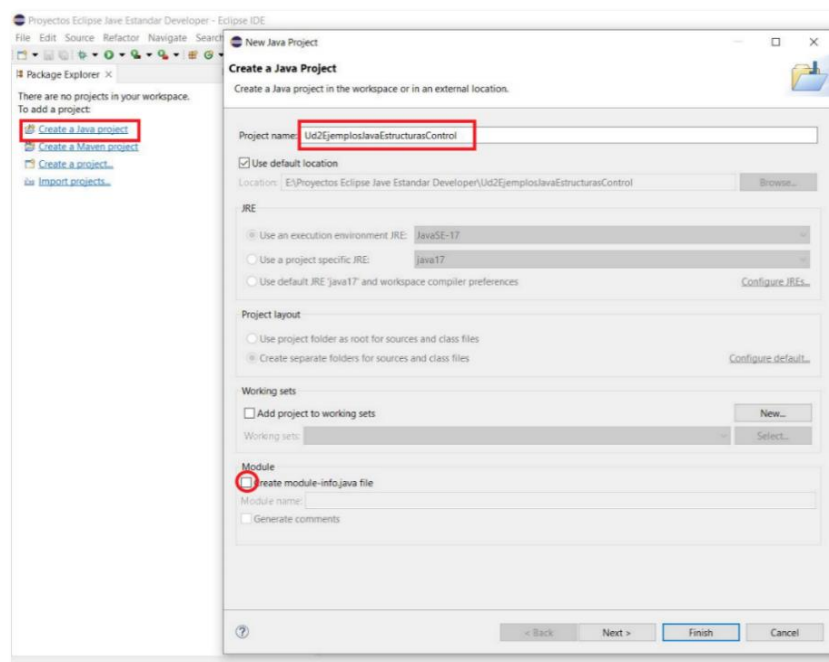 Proyectos Eclipse Jave Estandar Developer - Eclipse IDE
File Edit Source Refactor Navigate Search
Package Explorer
There are no projects in your workspace.
To add a project:
Create a Java project
Create a Maven project
Create a project...
Import projects...
New Java Project
Create a Java Project
Create a Java project in the workspace or in an external location.
Project name: Ud2EjemplosJavaEstructurasControl
Use default location
Location: E:\Proyectos Eclipse Jave Estandar Developer\Ud2EjemplosJavaEstructurasControl Browse...
JRE
Use an execution environment JRE: JavaSE-17
Use a project specific JRE: java17
Use default JRE 'java17' and workspace compiler preferences Configure JREs...
Project layout
Use project folder as root for sources and class files
Create separate folders for sources and class files Configure default...
Working sets
Add project to working sets New...
Working sets: Select...
Module
Create module-info.java file
Module name:
Generate comments
< Back Next > Finish Cancel